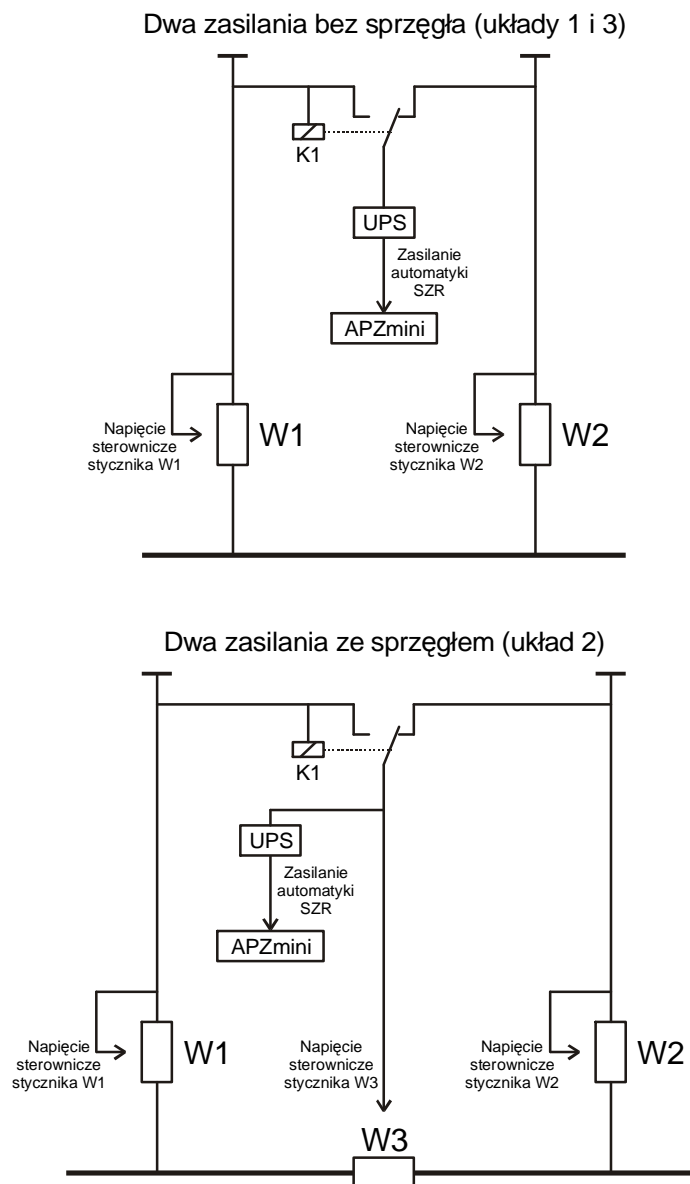 Dwa zasilania bez sprzęgła (układy 1 i 3)
K1
UPS
Zasilanie
automatyki
SZR
APZmini
Napięcie
sterownicze
stycznika W1
W1
Napięcie
sterownicze
stycznika W2
W2
Dwa zasilania ze sprzęgłem (układ 2)
K1
UPS
Zasilanie
automatyki
SZR
APZmini
Napięcie
sterownicze
stycznika W1
W1
Napięcie
sterownicze
stycznika W3
Napięcie
sterownicze
stycznika W2
W2
W3